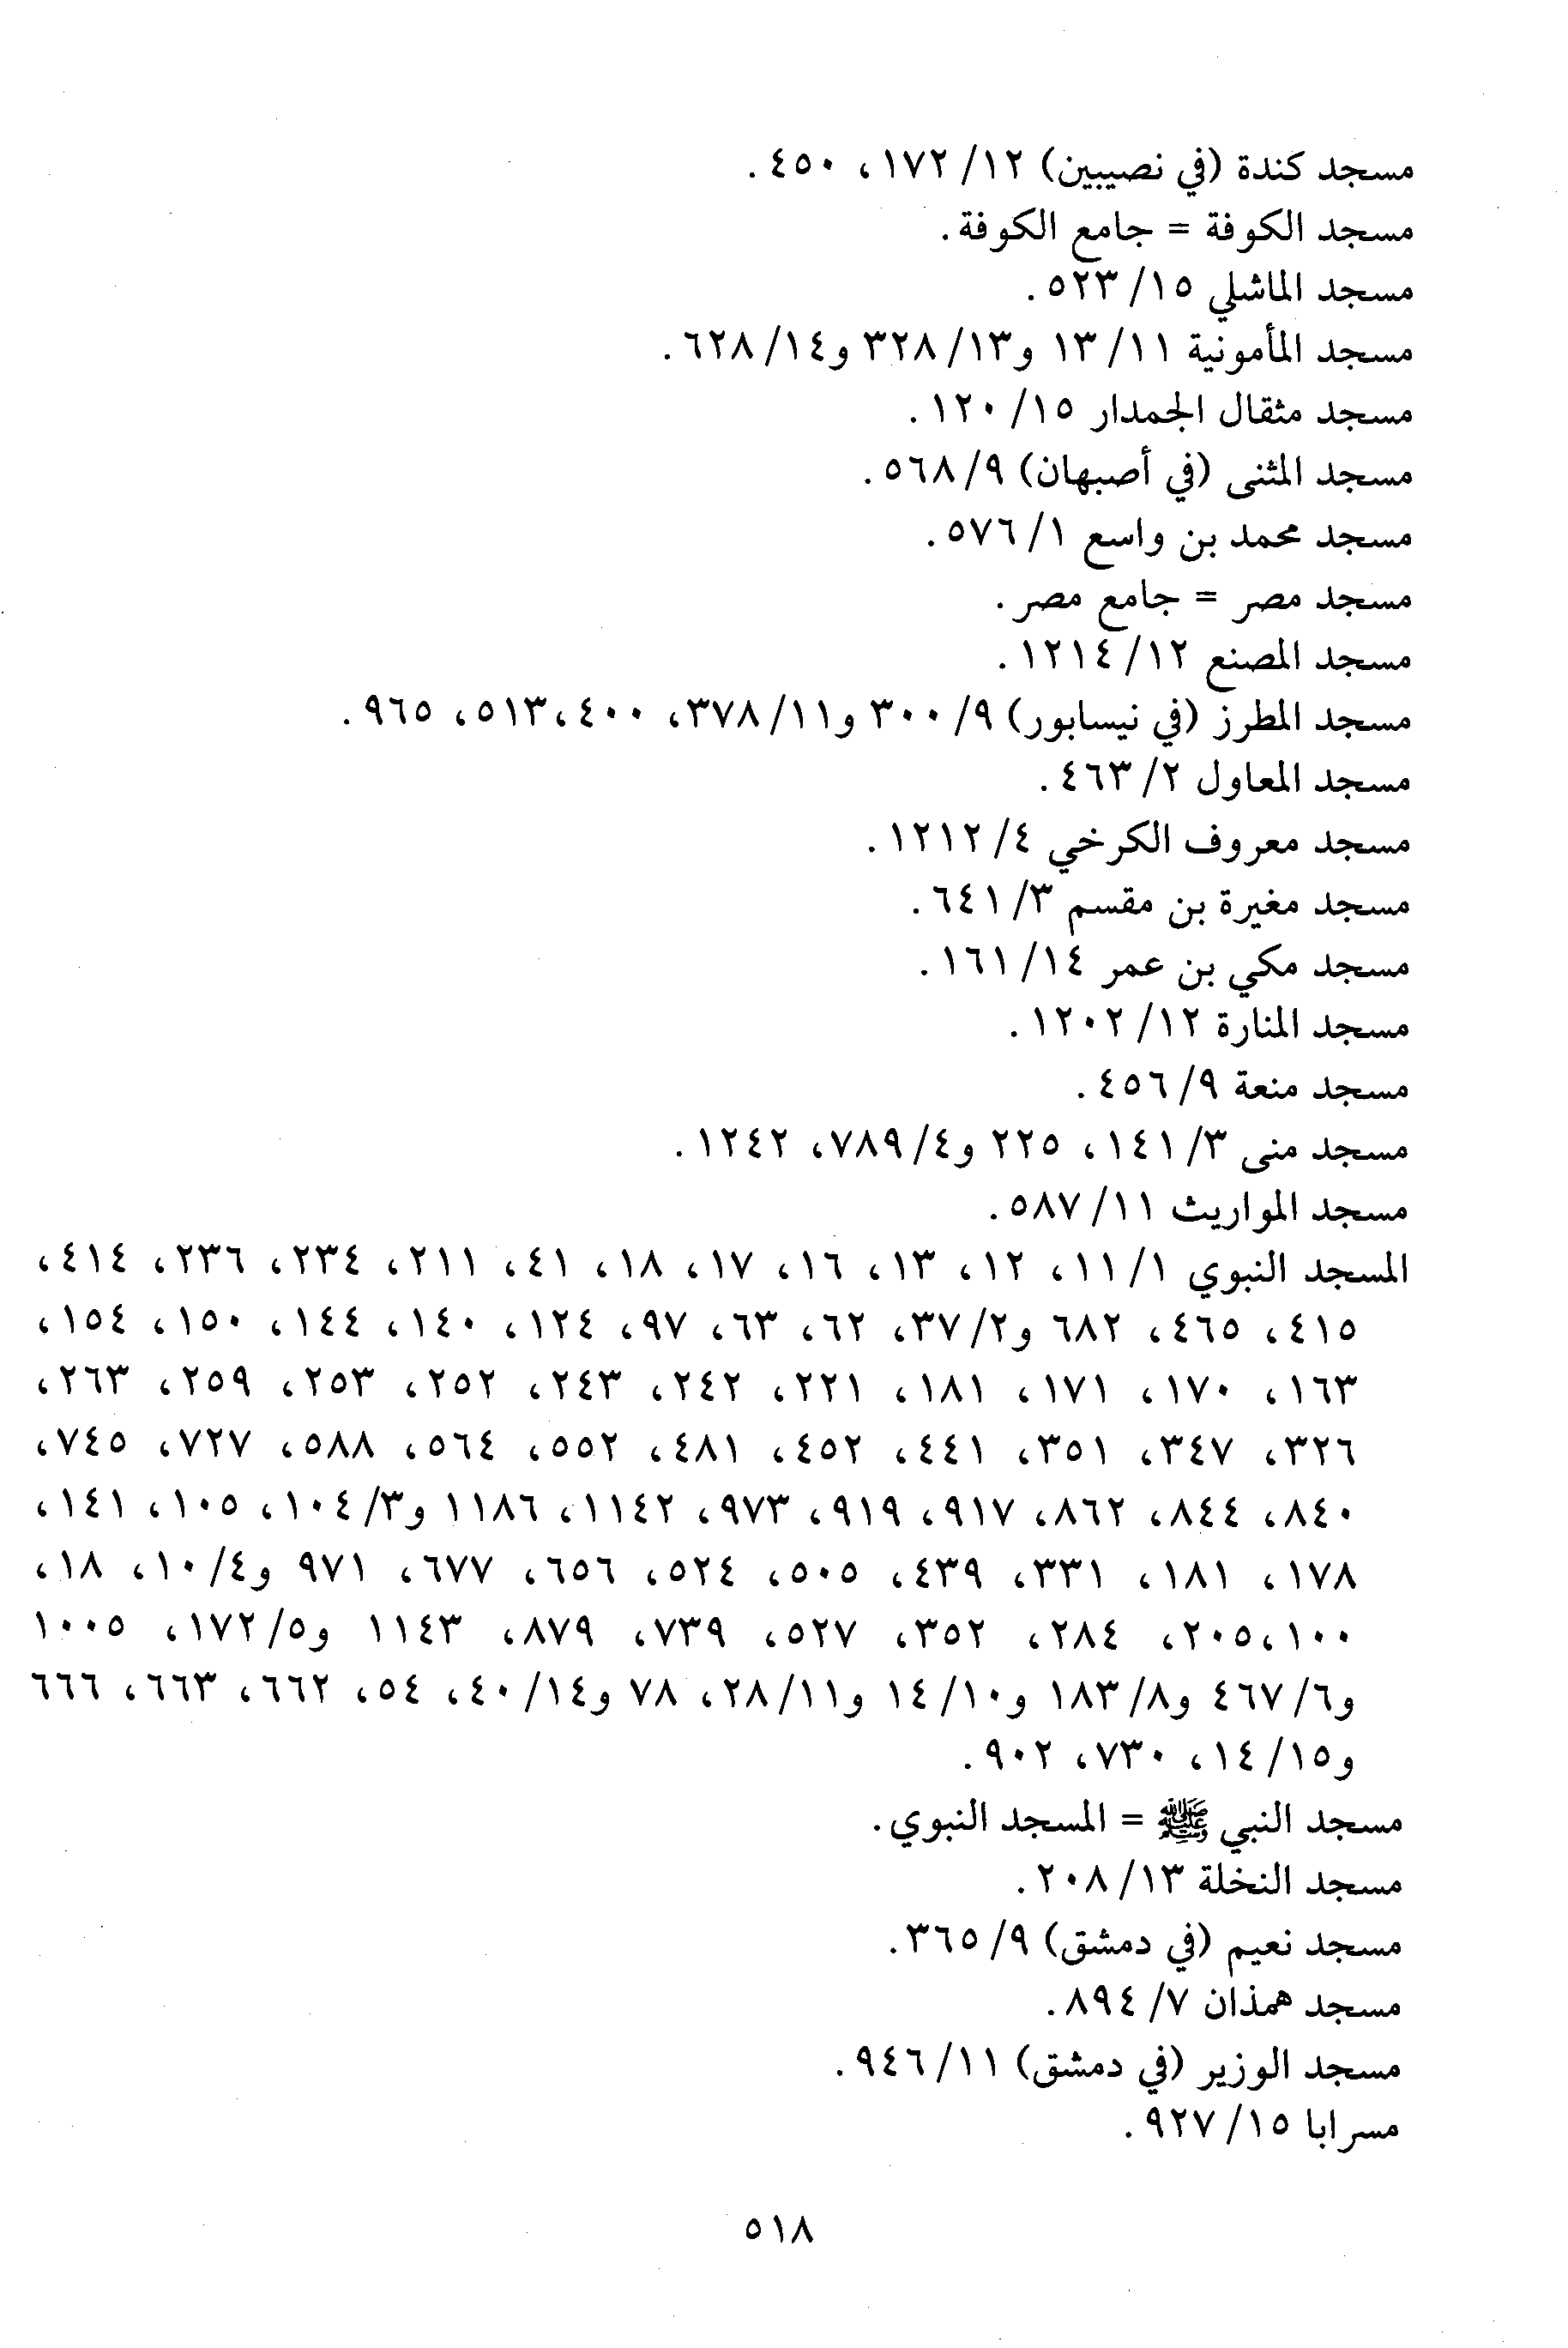 مسجد كندة (في نصيبين) ١٢/ ١٧٢، ٤٥٠.
مسجد الكوفة = جامع الكوفة.
مسجد الماشلي ١٥/ ٥٢٣.
مسجد المأمونية ١١/ ١٣ و١٣/ ٣٢٨ و١٤/ ٦٢٨.
مسجد مثقال الجمدار ١٥/ ١٢٠.
مسجد المثنى (في أصبهان) ٩/ ٥٦٨.
مسجد محمد بن واسع ١/ ٥٧٦.
مسجد مصر = جامع مصر.
مسجد المصنع ١٢/ ١٢١٤.
مسجد المطرز (في نيسابور) ٩/ ٣٠٠ و١١/ ٣٧٨، ٤٠٠،٥١٣، ٩٦٥.
مسجد المعاول ٢/ ٤٦٣.
مسجد معروف الكرخي ٤/ ١٢١٢.
مسجد مغيرة بن مقسم ٣/ ٦٤١.
مسجد مكي بن عمر ١٤/ ١٦١.
مسجد المنارة ١٢/ ١٢٠٢.
مسجد منعة ٩/ ٤٥٦.
مسجد منى ٣/ ١٤١، ٢٢٥ و٤/ ٧٨٩، ١٢٤٢.
مسجد المواريث ١١/ ٥٨٧.
المسجد النبوي ١/ ١١، ١٢، ١٣، ١٦، ١٧، ١٨، ٤١، ٢١١، ٢٣٤، ٢٣٦، ٤١٤،
٤١٥، ٤٦٥، ٦٨٢ و٢/ ٣٧، ٦٢، ٦٣، ٩٧، ١٢٤، ١٤٠، ١٤٤، ١٥٠، ١٥٤،
١٦٣، ١٧٠، ١٧١، ١٨١، ٢٢١، ٢٤٢، ٢٤٣، ٢٥٢، ٢٥٣، ٢٥٩، ٢٦٣،
٣٢٦، ٣٤٧، ٣٥١، ٤٤١، ٤٥٢، ٤٨١، ٥٥٢، ٥٦٤، ٥٨٨، ٧٢٧، ٧٤٥،
٨٤٠، ٨٤٤، ٨٦٢، ٩١٧، ٩١٩، ٩٧٣، ١١٤٢، ١١٨٦ و٣/ ١٠٤، ١٠٥، ١٤١،
١٧٨، ١٨١، ٣٣١، ٤٣٩، ٥٠٥، ٥٢٤، ٦٥٦، ٦٧٧، ٩٧١ و٤/ ١٠، ١٨،
١٠٠،٢٠٥، ٢٨٤، ٣٥٢، ٥٢٧، ٧٣٩، ٨٧٩، ١١٤٣ و٥/ ١٧٢، ١٠٠٥
و٦/ ٤٦٧ و٨/ ١٨٣ و١٠/ ١٤ و١١/ ٢٨، ٧٨ و١٤/ ٤٠، ٥٤، ٦٦٢، ٦٦٣، ٦٦٦
و١٥/ ١٤، ٧٣٠، ٩٠٢.
مسجد النبي ﷺ = المسجد النبوي.
مسجد النخلة ١٣/ ٢٠٨.
مسجد نعيم (في دمشق) ٩/ ٣٦٥.
مسجد همذان ٧/ ٨٩٤.
مسجد الوزير (في دمشق) ١١/ ٩٤٦.
مسرابا ١٥/ ٩٢٧.
٥١٨